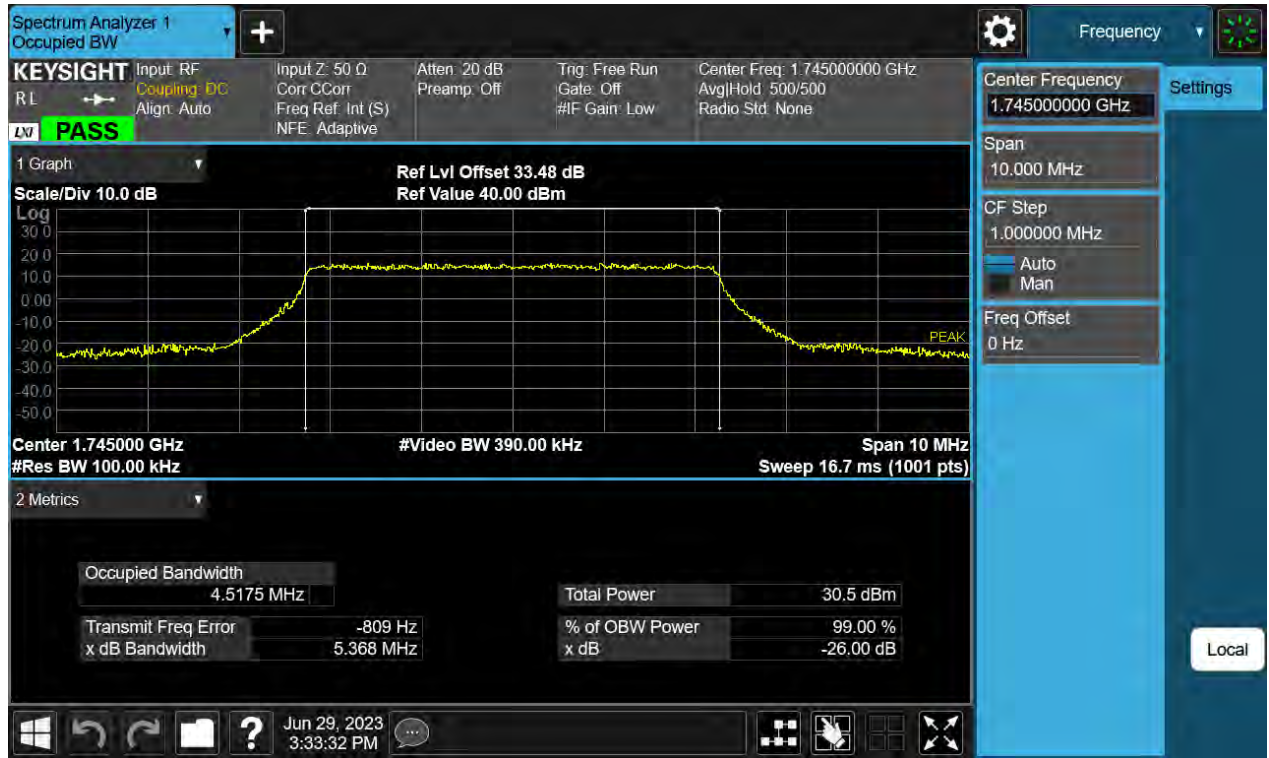 Spectrum Analyzer 1
Occupied BW
+
Frequency
KEYSIGHT
RL
LXI
PASS
Input: RF
Coupling: DC
Align: Auto
Input Z: 50 Ω
Corr CCorr
Freq Ref: Int (S)
NFE: Adaptive
Atten: 20 dB
Preamp: Off
Trig: Free Run
Gate: Off
#IF Gain: Low
Center Freq: 1.745000000 GHz
Avg|Hold: 500/500
Radio Std: None
1 Graph
Scale/Div 10.0 dB
Ref Lvl Offset 33.48 dB
Ref Value 40.00 dBm
Log
30.0
20.0
10.0
0.00
-10.0
-20.0
-30.0
-40.0
-50.0
PEAK
Center 1.745000 GHz
#Video BW 390.00 kHz
Span 10 MHz
#Res BW 100.00 kHz
Sweep 16.7 ms (1001 pts)
2 Metrics
Occupied Bandwidth
4.5175 MHz
Total Power 30.5 dBm
Transmit Freq Error -809 Hz
% of OBW Power 99.00 %
x dB Bandwidth 5.368 MHz
x dB -26.00 dB
Center Frequency
1.745000000 GHz
Settings
Span
10.000 MHz
CF Step
1.000000 MHz
Auto
Man
Freq Offset
0 Hz
Local
?
Jun 29, 2023
3:33:32 PM